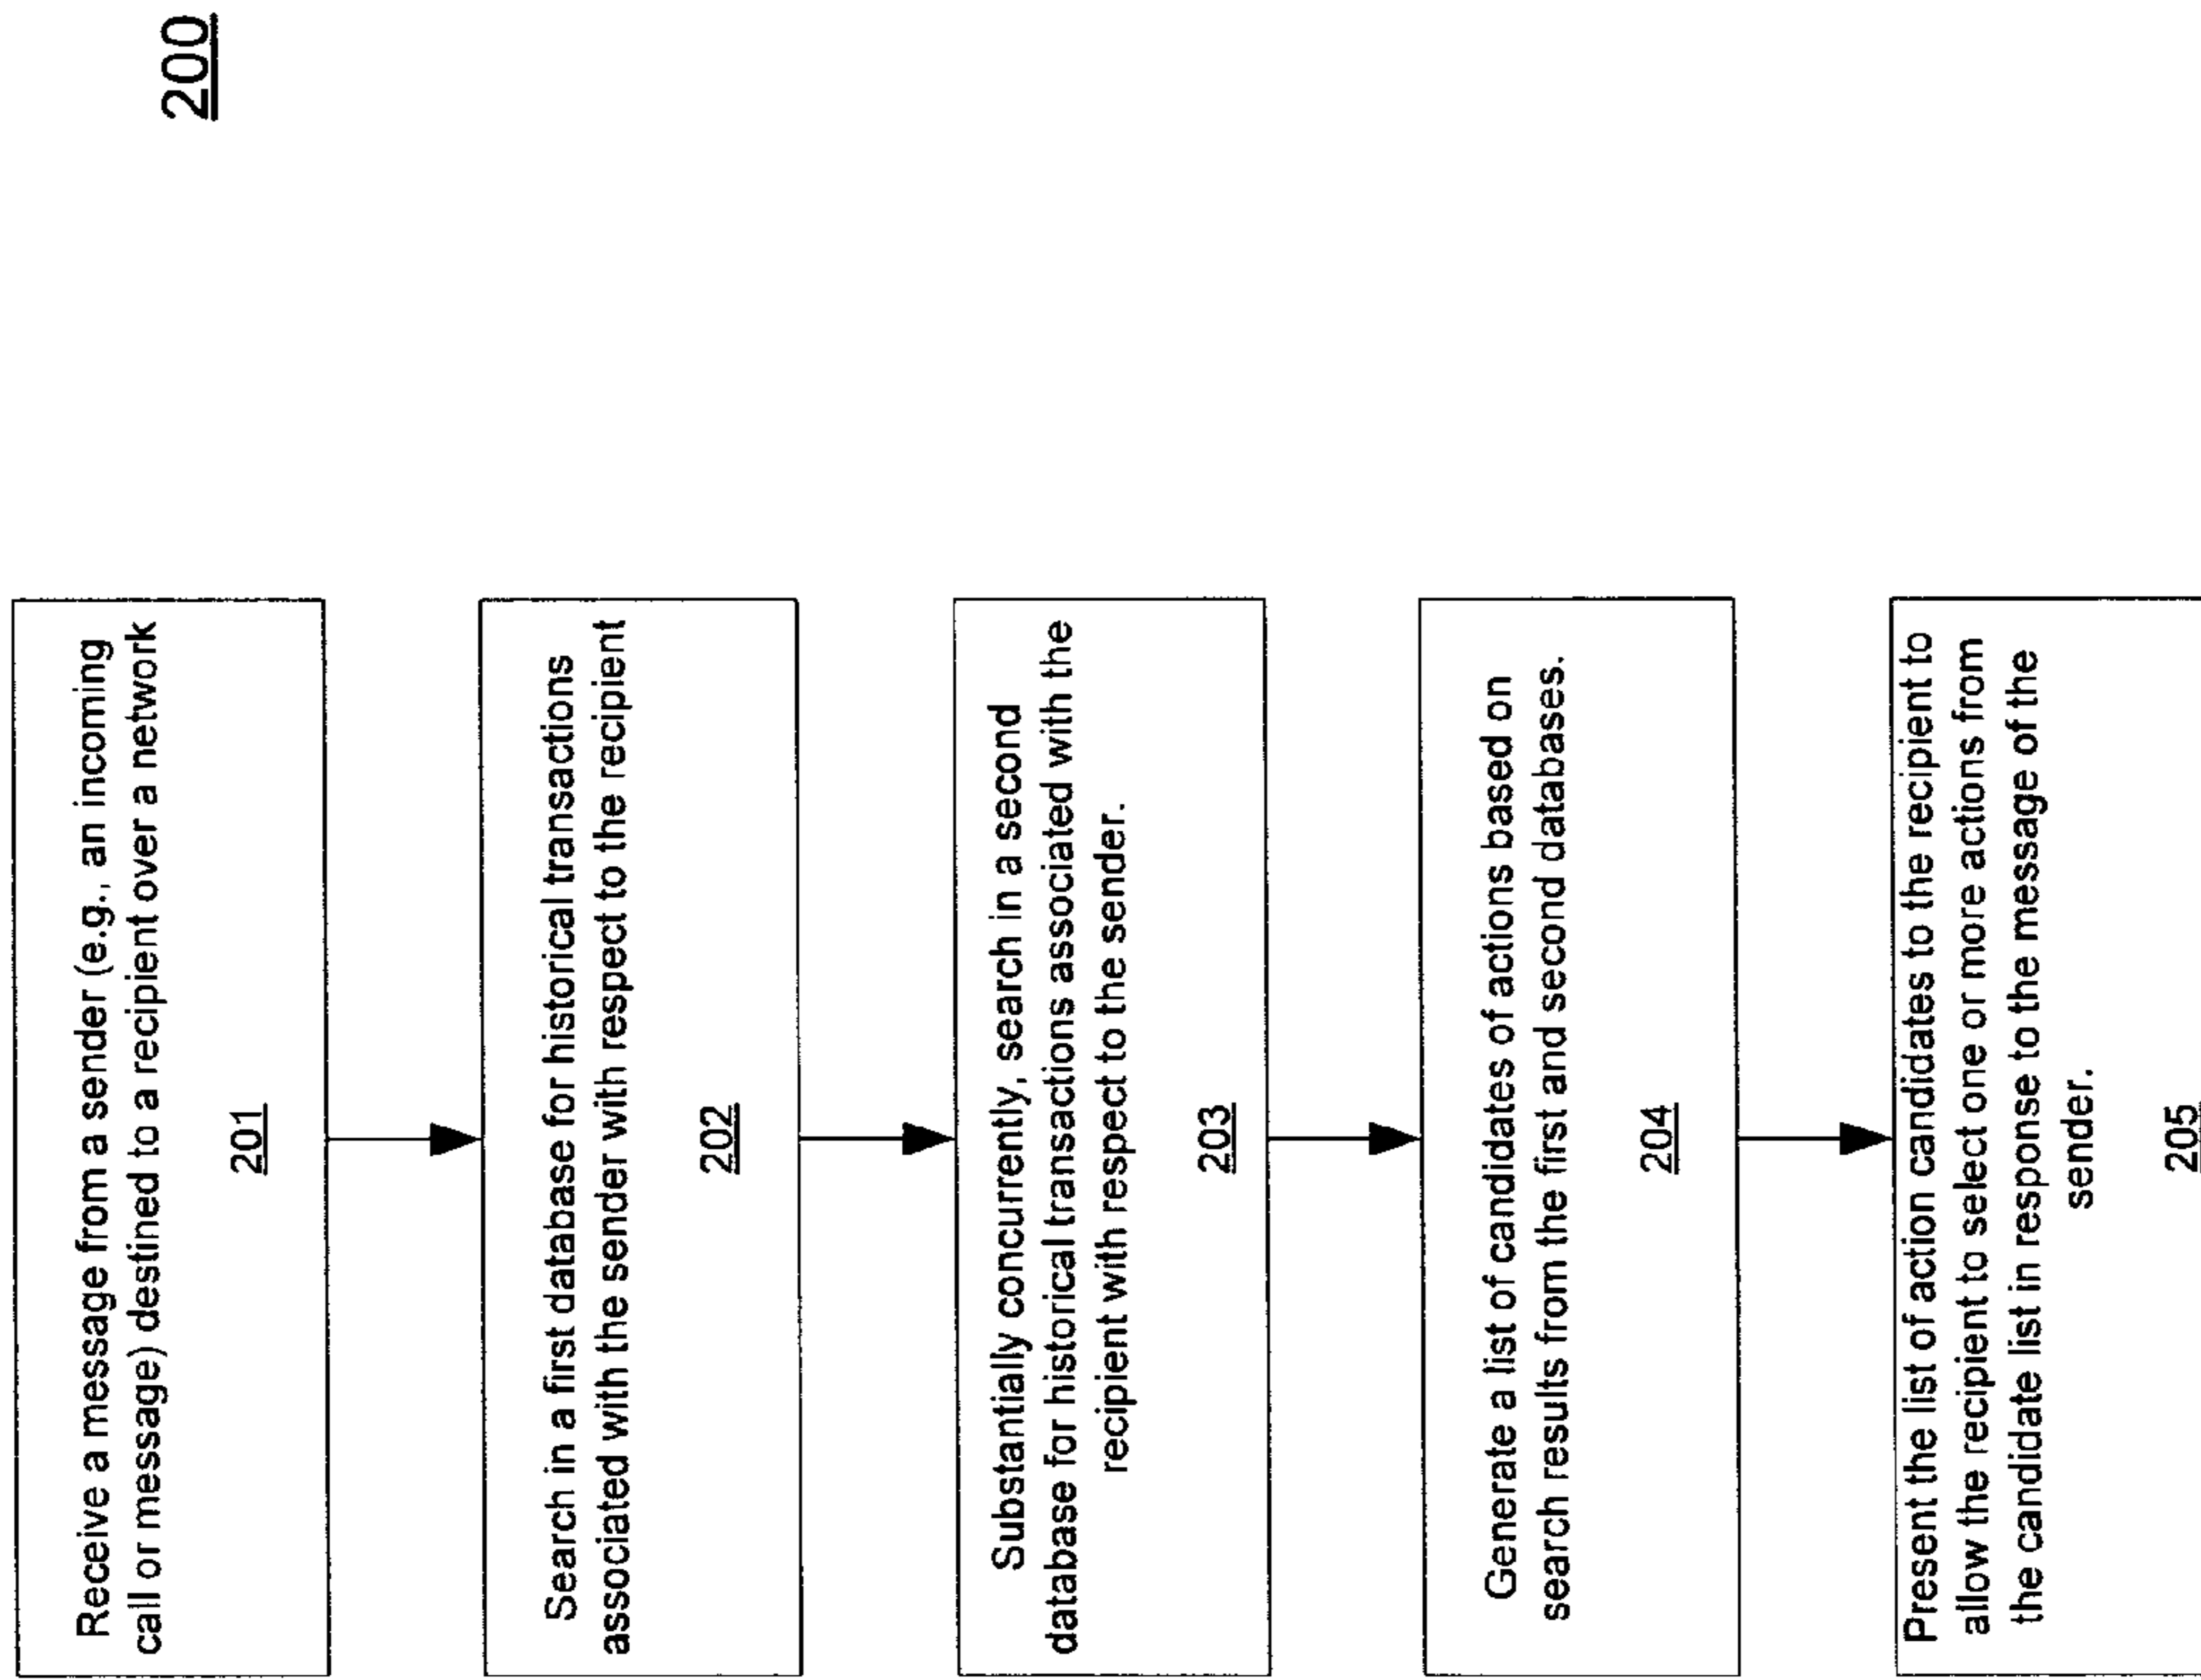 200
Receive a message from a sender (e.g., an incoming
call or message) destined to a recipient over a network
201
Search in a first database for historical transactions
associated with the sender with respect to the recipient
202
Substantially concurrently, search in a second
database for historical transactions associated with the
recipient with respect to the sender.
203
Generate a list of candidates of actions based on
search results from the first and second databases.
204
Present the list of action candidates to the recipient to
allow the recipient to select one or more actions from
the candidate list in response to the message of the
sender.
205